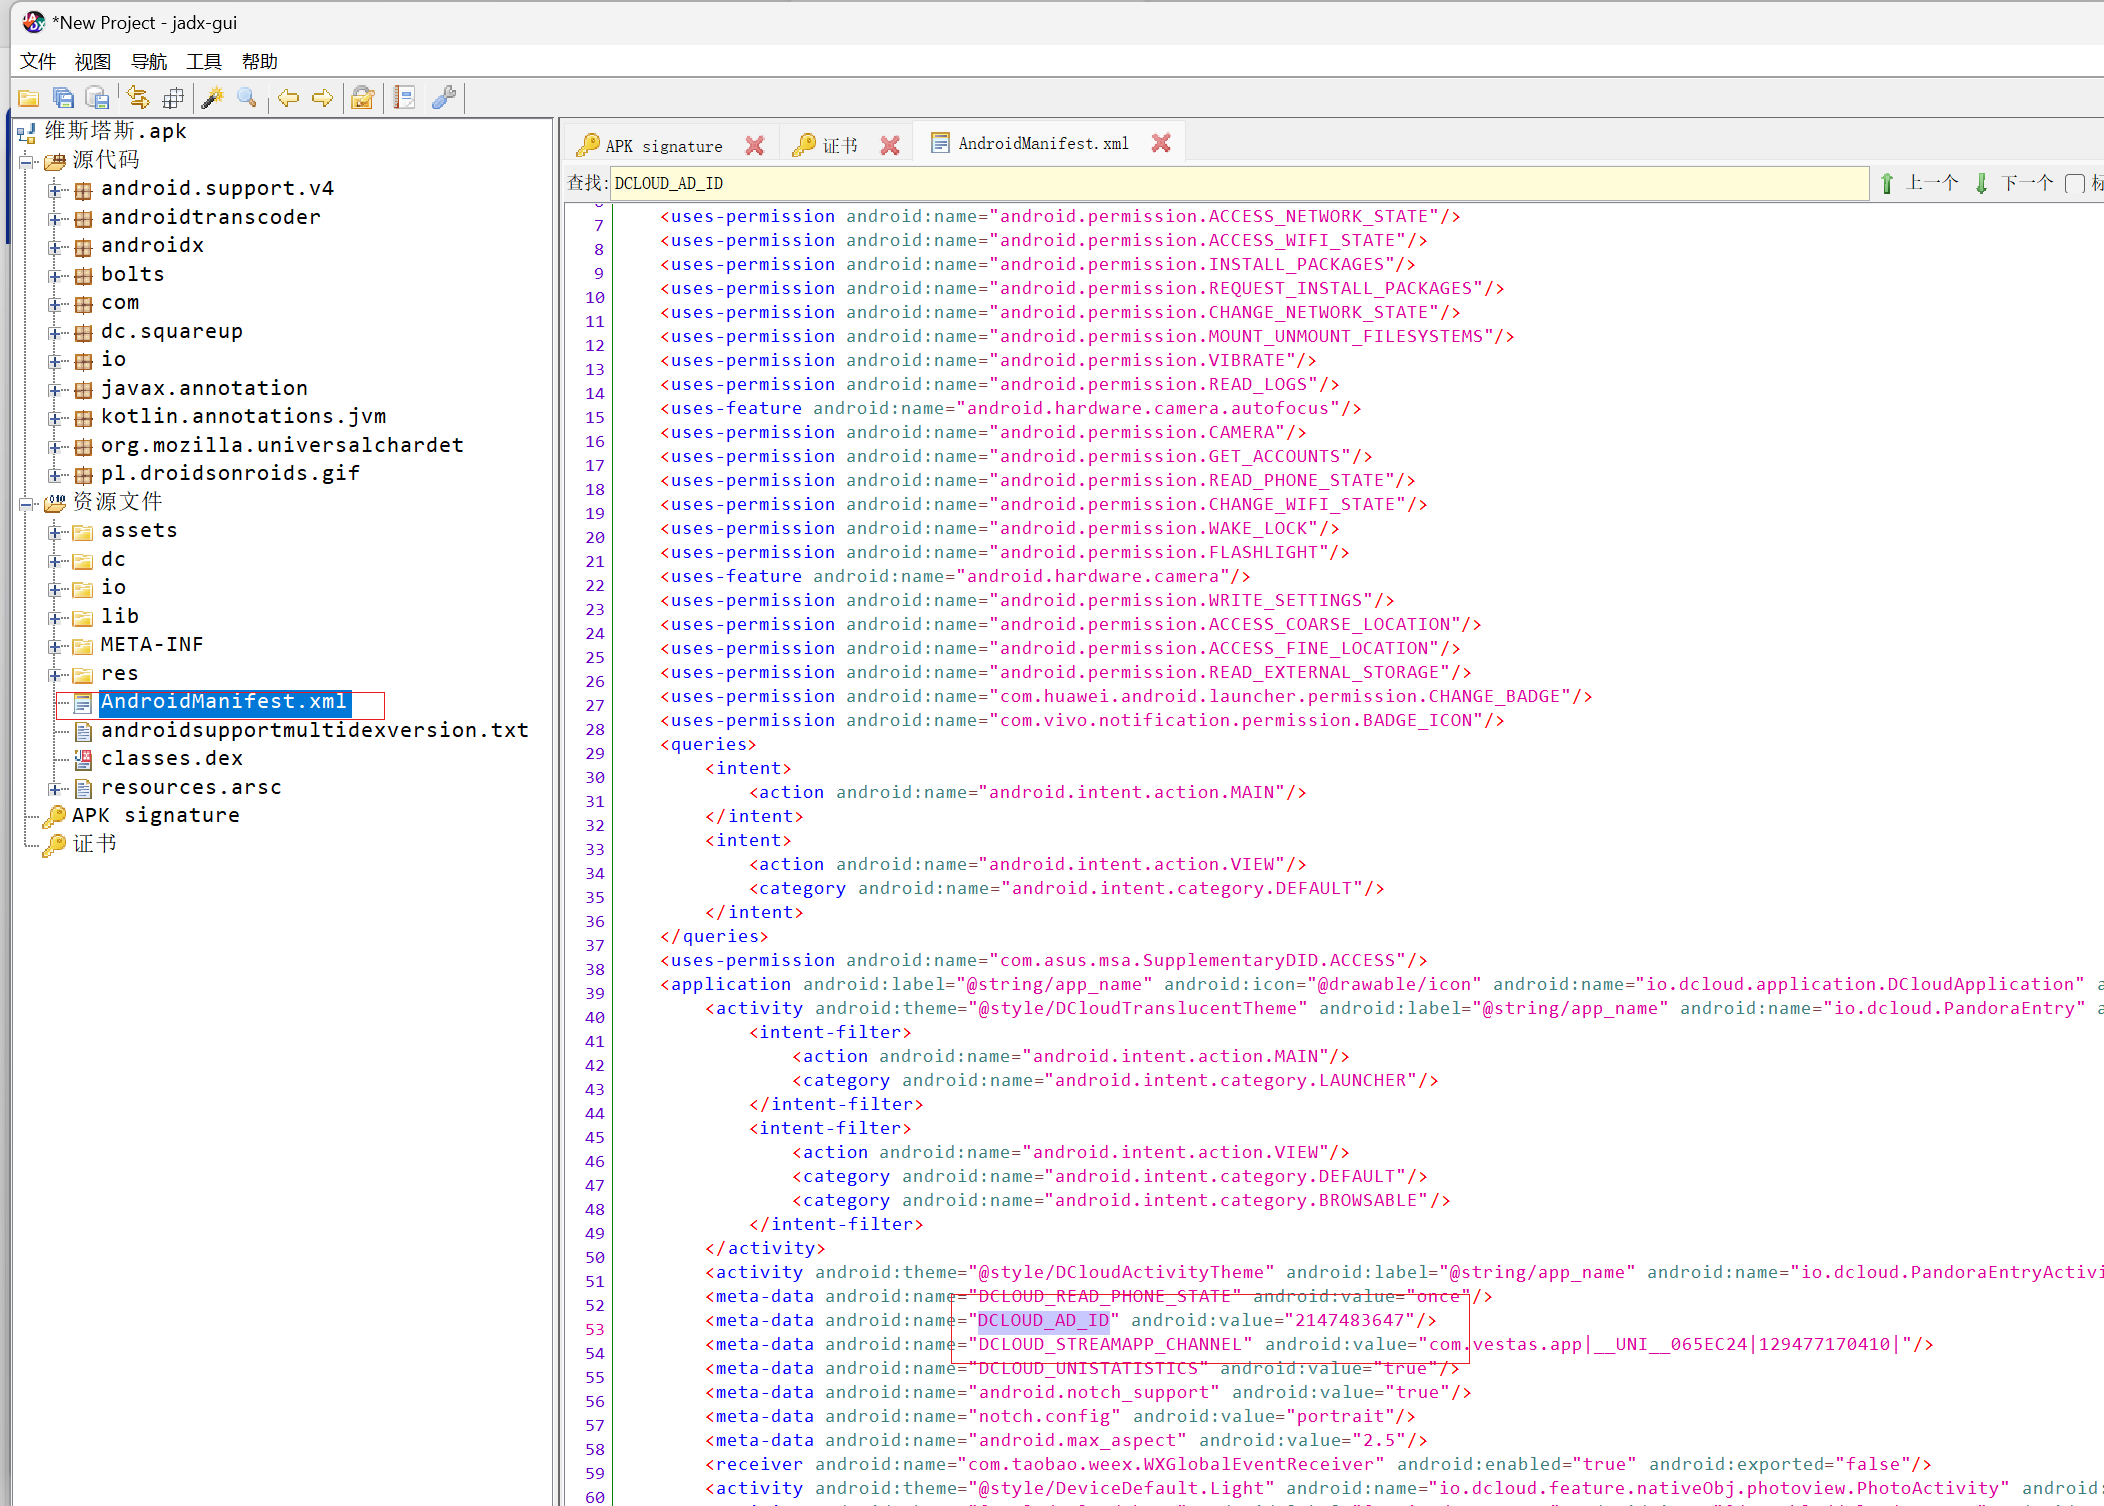 *New Project - jadx-gui
文件 视图 导航 工具 帮助
维斯塔斯.apk
源代码
android.support.v4
androidtranscoder
androidx
bolts
com
dc.squareup
io
javax.annotation
kotlin.annotations.jvm
org.mozilla.universalchardet
pl.droidsonroids.gif
资源文件
assets
dc
io
lib
META-INF
res
AndroidManifest.xml
androidsupportmultidexversion.txt
classes.dex
resources.arsc
APK signature
证书
APK signature 证书 AndroidManifest.xml
查找: DCLOUD_AD_ID 上一个 下一个
7 <uses-permission android:name="android.permission.ACCESS_NETWORK_STATE"/>
8 <uses-permission android:name="android.permission.ACCESS_WIFI_STATE"/>
9 <uses-permission android:name="android.permission.INSTALL_PACKAGES"/>
10 <uses-permission android:name="android.permission.REQUEST_INSTALL_PACKAGES"/>
11 <uses-permission android:name="android.permission.CHANGE_NETWORK_STATE"/>
12 <uses-permission android:name="android.permission.MOUNT_UNMOUNT_FILESYSTEMS"/>
13 <uses-permission android:name="android.permission.VIBRATE"/>
14 <uses-permission android:name="android.permission.READ_LOGS"/>
15 <uses-feature android:name="android.hardware.camera.autofocus"/>
16 <uses-permission android:name="android.permission.CAMERA"/>
17 <uses-permission android:name="android.permission.GET_ACCOUNTS"/>
18 <uses-permission android:name="android.permission.READ_PHONE_STATE"/>
19 <uses-permission android:name="android.permission.CHANGE_WIFI_STATE"/>
20 <uses-permission android:name="android.permission.WAKE_LOCK"/>
21 <uses-permission android:name="android.permission.FLASHLIGHT"/>
22 <uses-feature android:name="android.hardware.camera"/>
23 <uses-permission android:name="android.permission.WRITE_SETTINGS"/>
24 <uses-permission android:name="android.permission.ACCESS_COARSE_LOCATION"/>
25 <uses-permission android:name="android.permission.ACCESS_FINE_LOCATION"/>
26 <uses-permission android:name="android.permission.READ_EXTERNAL_STORAGE"/>
27 <uses-permission android:name="com.huawei.android.launcher.permission.CHANGE_BADGE"/>
28 <uses-permission android:name="com.vivo.notification.permission.BADGE_ICON"/>
29 <queries>
30 <intent>
31 <action android:name="android.intent.action.MAIN"/>
32 </intent>
33 <intent>
34 <action android:name="android.intent.action.VIEW"/>
35 <category android:name="android.intent.category.DEFAULT"/>
36 </intent>
37 </queries>
38 <uses-permission android:name="com.asus.msa.SupplementaryDID.ACCESS"/>
39 <application android:label="@string/app_name" android:icon="@drawable/icon" android:name="io.dcloud.application.DCloudApplication"
40 <activity android:theme="@style/DCloudTranslucentTheme" android:label="@string/app_name" android:name="io.dcloud.PandoraEntry"
41 <intent-filter>
42 <action android:name="android.intent.action.MAIN"/>
43 <category android:name="android.intent.category.LAUNCHER"/>
44 </intent-filter>
45 <intent-filter>
46 <action android:name="android.intent.action.VIEW"/>
47 <category android:name="android.intent.category.DEFAULT"/>
48 <category android:name="android.intent.category.BROWSABLE"/>
49 </intent-filter>
50 </activity>
51 <activity android:theme="@style/DCloudActivityTheme" android:label="@string/app_name" android:name="io.dcloud.PandoraEntryActivi
52 <meta-data android:name="DCLOUD_READ_PHONE_STATE" android:value="once"/>
53 <meta-data android:name="DCLOUD_AD_ID" android:value="2147483647"/>
54 <meta-data android:name="DCLOUD_STREAMAPP_CHANNEL" android:value="com.vestas.app|__UNI__065EC24|129477170410|"/>
55 <meta-data android:name="DCLOUD_UNISTATISTICS" android:value="true"/>
56 <meta-data android:name="android.notch_support" android:value="true"/>
57 <meta-data android:name="notch.config" android:value="portrait"/>
58 <meta-data android:name="android.max_aspect" android:value="2.5"/>
59 <receiver android:name="com.taobao.weex.WXGlobalEventReceiver" android:enabled="true" android:exported="false"/>
60 <activity android:theme="@style/DeviceDefault.Light" android:name="io.dcloud.feature.nativeObj.photoview.PhotoActivity" android: